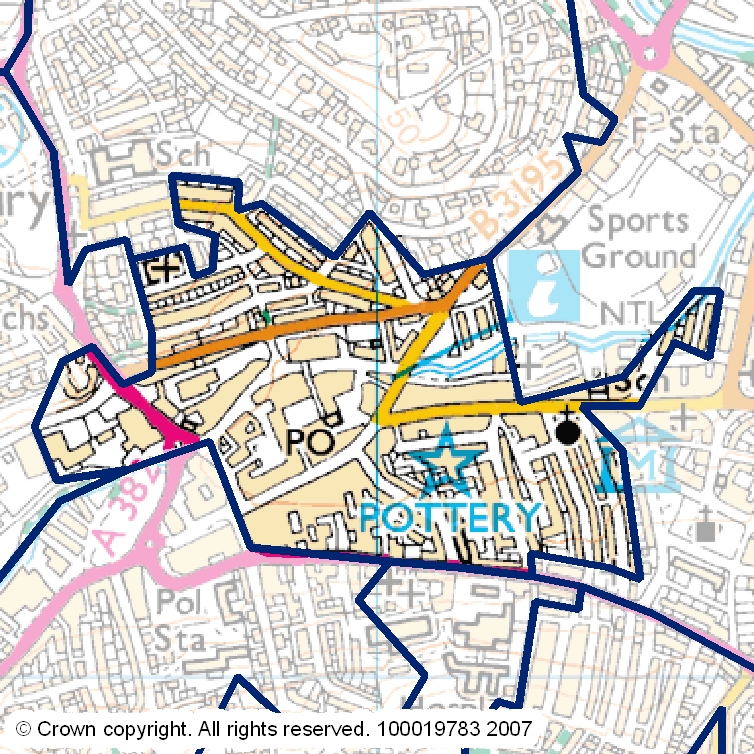 Sch
50
B 3195
F Sta
ury
Sports
Ground
i
NTL
chs
Sch
PO
M
A 382
POTTERY
Pol
Sta
© Crown copyright. All rights reserved. 100019783 2007